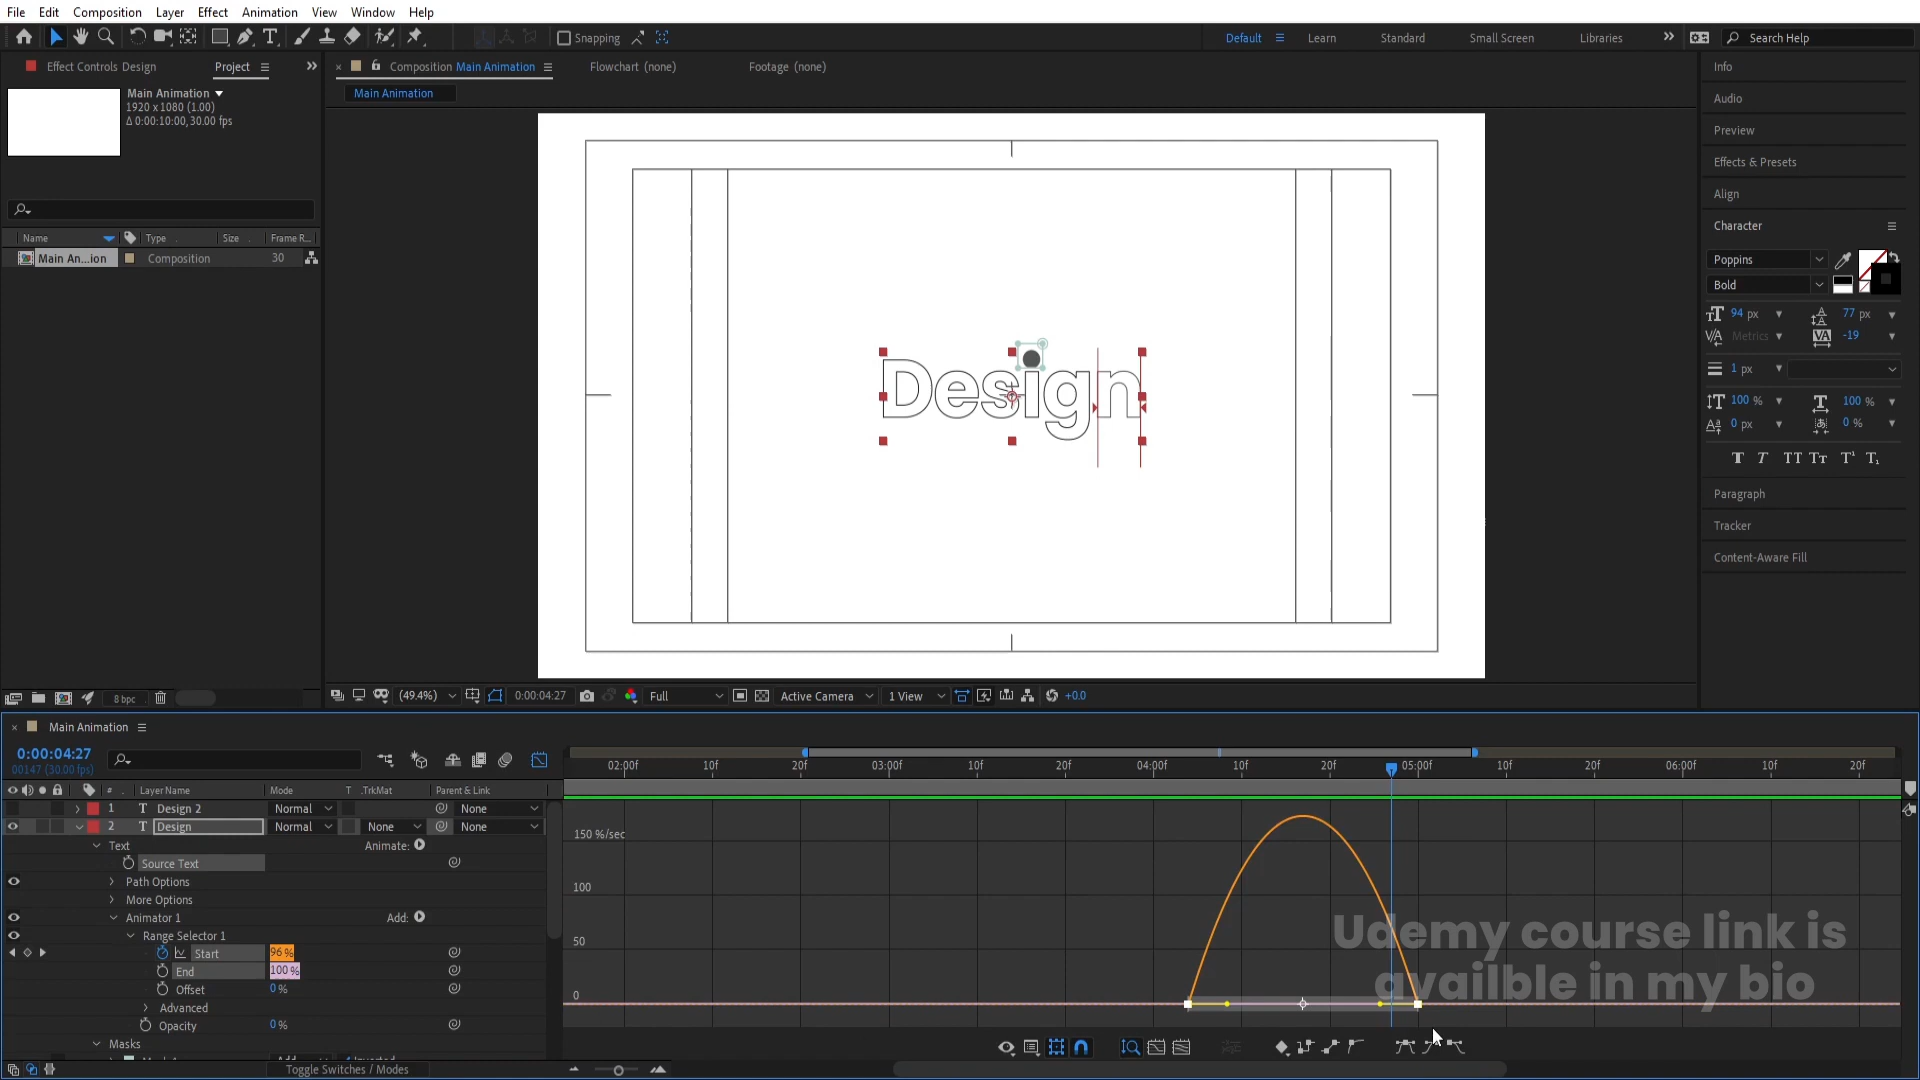 File Edit Composition Layer Effect Animation View Window Help
Snapping Default Learn Standard Small Screen Libraries Search Help
Effect Controls Design Project Composition Main Animation Flowchart (none) Footage (none) Info
Main Animation Main Animation
1920 x 1080 (1.00)
Δ 0:00:10:00, 30.00 fps
Audio
Preview
Effects & Presets
Align
Character
Name Type Size Frame R...
Main An...ion Composition 30
Poppins
Bold
94 px 77 px
Metrics -19
1 px
100 % 100 %
0 px 0 %
Design
Paragraph
Tracker
Content-Aware Fill
8 bpc (49.4%) 0:00:04:27 Full Active Camera 1 View +0.0
Main Animation
0:00:04:27
00147 (30.00 fps)
02:00f 10f 20f 03:00f 10f 20f 04:00f 10f 20f 05:00f 10f 20f 06:00f 10f 20f
# Layer Name Mode T .TrkMat Parent & Link
1 T Design 2 Normal None
2 T Design Normal None None
Text Animate:
Source Text
Path Options
More Options
Animator 1 Add:
Range Selector 1
Start 96 %
End 100 %
Offset 0 %
Advanced
Opacity 0 %
Masks
150 %/sec
100
50
0
Udemy course link is
availble in my bio
Toggle Switches / Modes